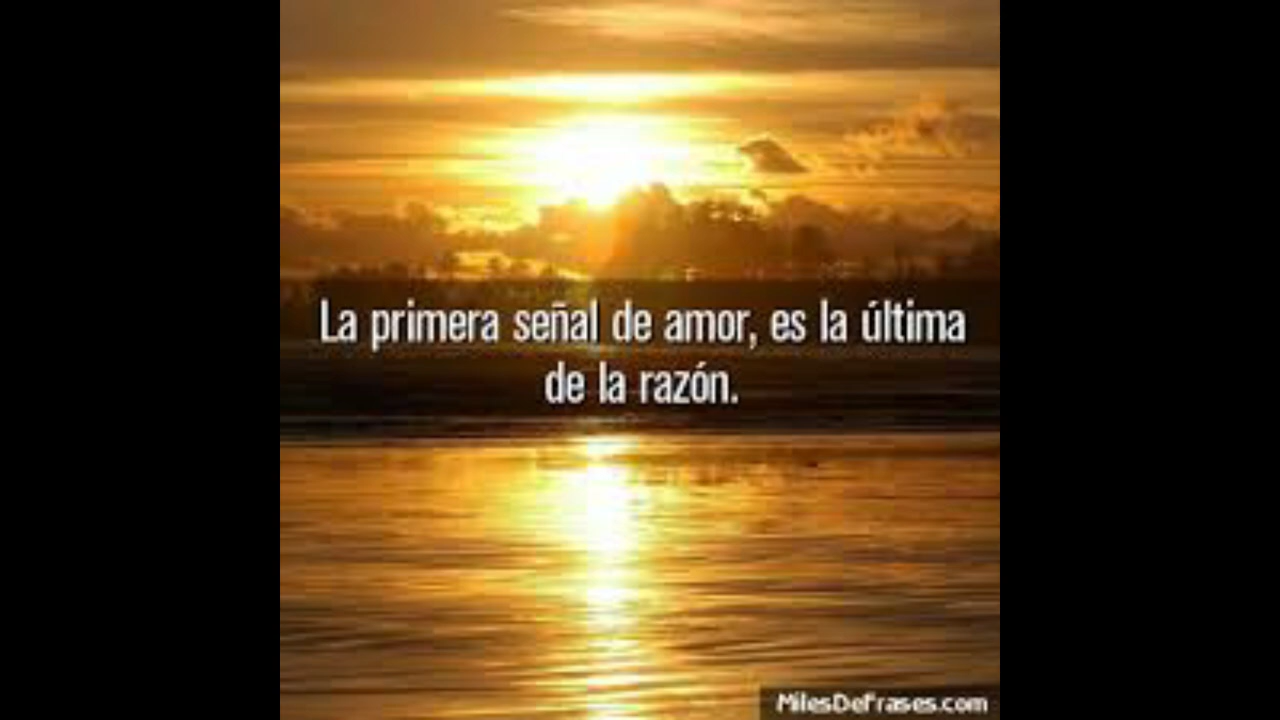 La primera señal de amor, es la última
de la razón.
MilesDeFrases.com